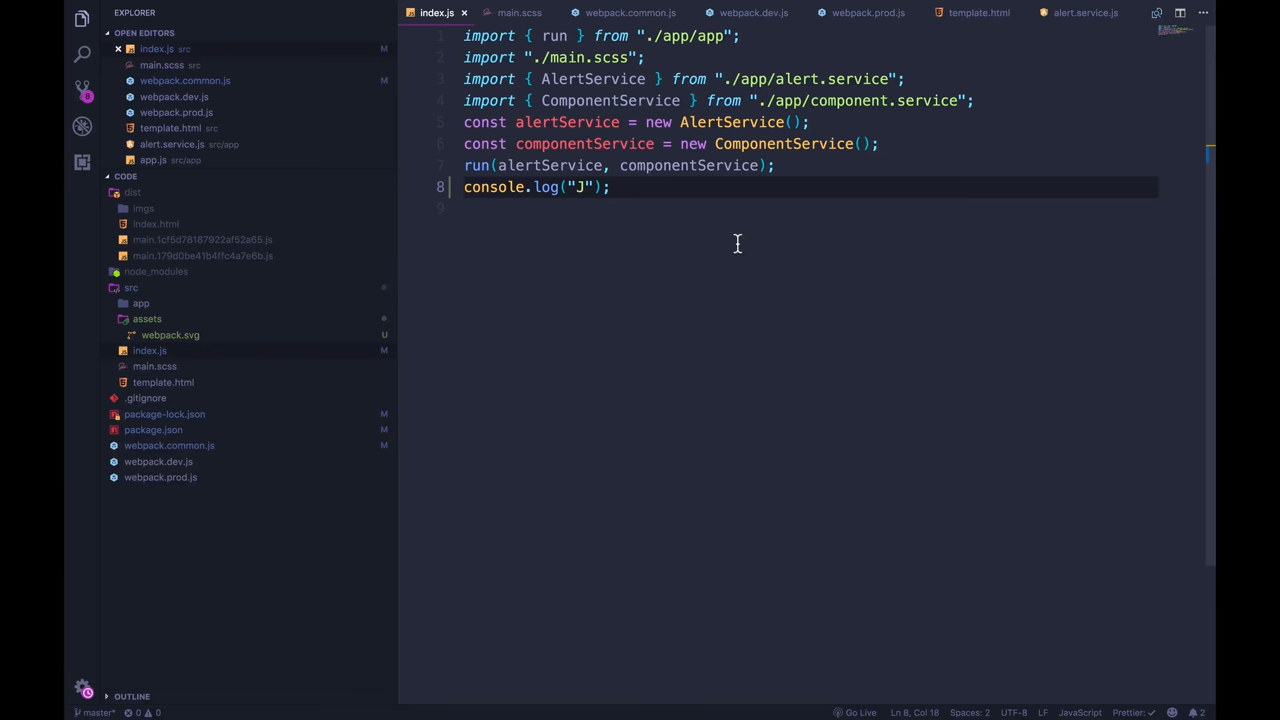 EXPLORER
OPEN EDITORS
index.js src M
main.scss src
webpack.common.js M
webpack.dev.js
webpack.prod.js
template.html src
alert.service.js src/app
app.js src/app
CODE
dist
imgs
index.html
main.1cf5d78187922af52a65.js
main.179d0be41b4ffc4a7e6b.js
node_modules
src
app
assets
webpack.svg U
index.js M
main.scss
template.html
.gitignore
package-lock.json M
package.json M
webpack.common.js M
webpack.dev.js
webpack.prod.js
OUTLINE
8
index.js main.scss webpack.common.js webpack.dev.js webpack.prod.js template.html alert.service.js
1 import { run } from "./app/app";
2 import "./main.scss";
3 import { AlertService } from "./app/alert.service";
4 import { ComponentService } from "./app/component.service";
5 const alertService = new AlertService();
6 const componentService = new ComponentService();
7 run(alertService, componentService);
8 console.log("J");
9
master* 0 0 Go Live Ln 8, Col 18 Spaces: 2 UTF-8 LF JavaScript Prettier: ✓ 2